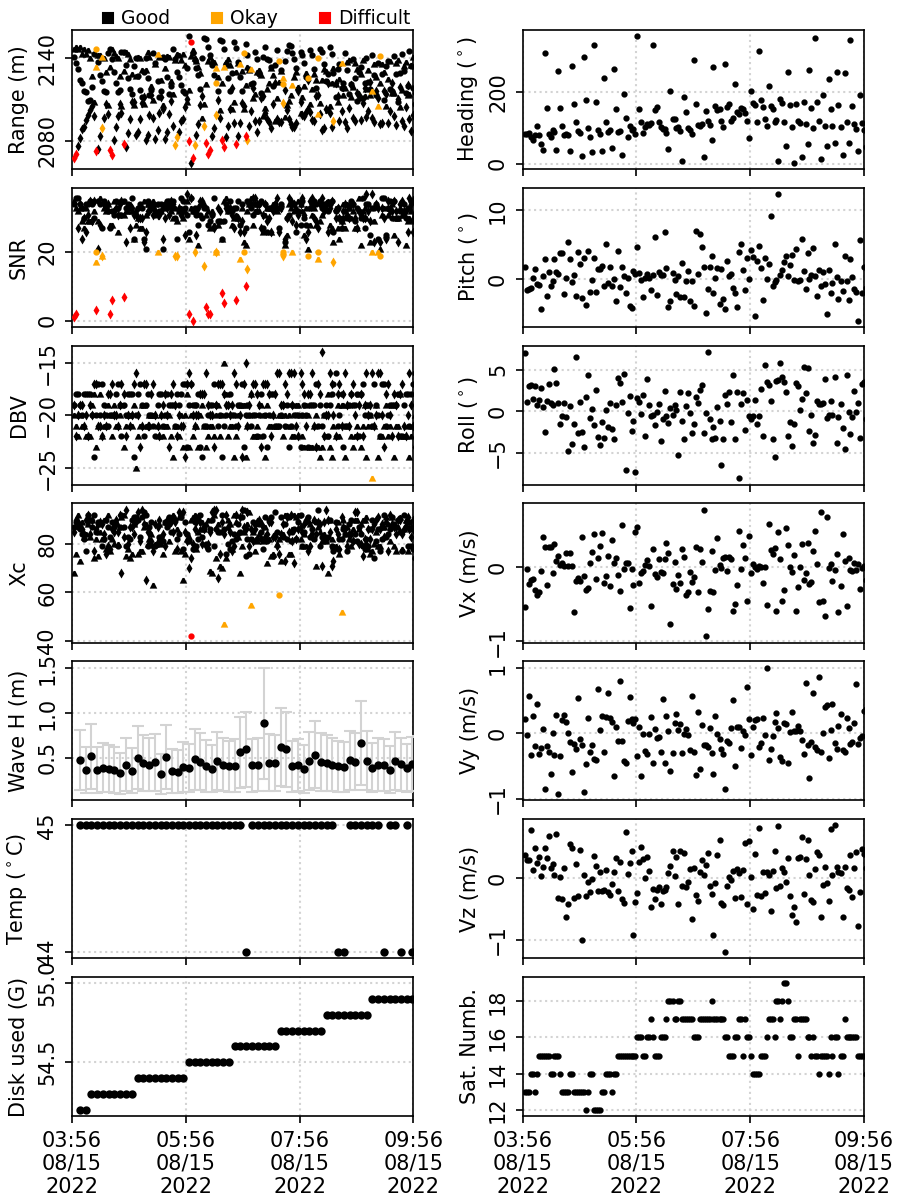 Good Okay Difficult
Range (m)
2140
2080
Heading (°)
200
0
SNR
20
0
Pitch (°)
10
0
DBV
−15
−20
−25
Roll (°)
5
0
−5
Xc
80
60
40
Vx (m/s)
0
−1
Wave H (m)
1.5
1.0
0.5
Vy (m/s)
1
0
−1
Temp (°C)
45
44
Vz (m/s)
0
−1
Disk used (G)
55.0
54.5
Sat. Numb.
18
16
14
12
03:56 05:56 07:56 09:56
08/15 08/15 08/15 08/15
2022 2022 2022 2022
03:56 05:56 07:56 09:56
08/15 08/15 08/15 08/15
2022 2022 2022 2022